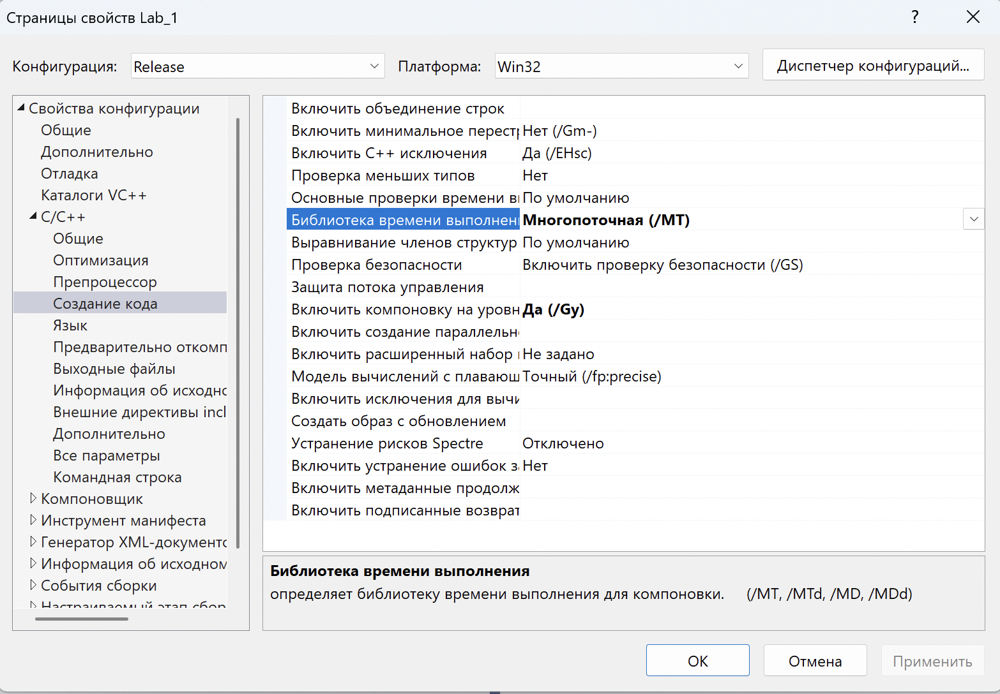 Страницы свойств Lab_1
?
Конфигурация: Release Платформа: Win32 Диспетчер конфигураций...
Свойства конфигурации
Общие
Дополнительно
Отладка
Каталоги VC++
C/C++
Общие
Оптимизация
Препроцессор
Создание кода
Язык
Предварительно откомп
Выходные файлы
Информация об исходно
Внешние директивы incl
Дополнительно
Все параметры
Командная строка
Компоновщик
Инструмент манифеста
Генератор XML-документо
Информация об исходном
События сборки
Настраиваемый этап сбор
Включить объединение строк
Включить минимальное перестр Нет (/Gm-)
Включить C++ исключения Да (/EHsc)
Проверка меньших типов Нет
Основные проверки времени вы По умолчанию
Библиотека времени выполнени Многопоточная (/MT)
Выравнивание членов структур По умолчанию
Проверка безопасности Включить проверку безопасности (/GS)
Защита потока управления
Включить компоновку на уровн Да (/Gy)
Включить создание параллельно
Включить расширенный набор Не задано
Модель вычислений с плавающ Точный (/fp:precise)
Включить исключения для вычи
Создать образ с обновлением
Устранение рисков Spectre Отключено
Включить устранение ошибок за Нет
Включить метаданные продолж
Включить подписанные возврат
Библиотека времени выполнения
определяет библиотеку времени выполнения для компоновки. (/MT, /MTd, /MD, /MDd)
ОК Отмена Применить